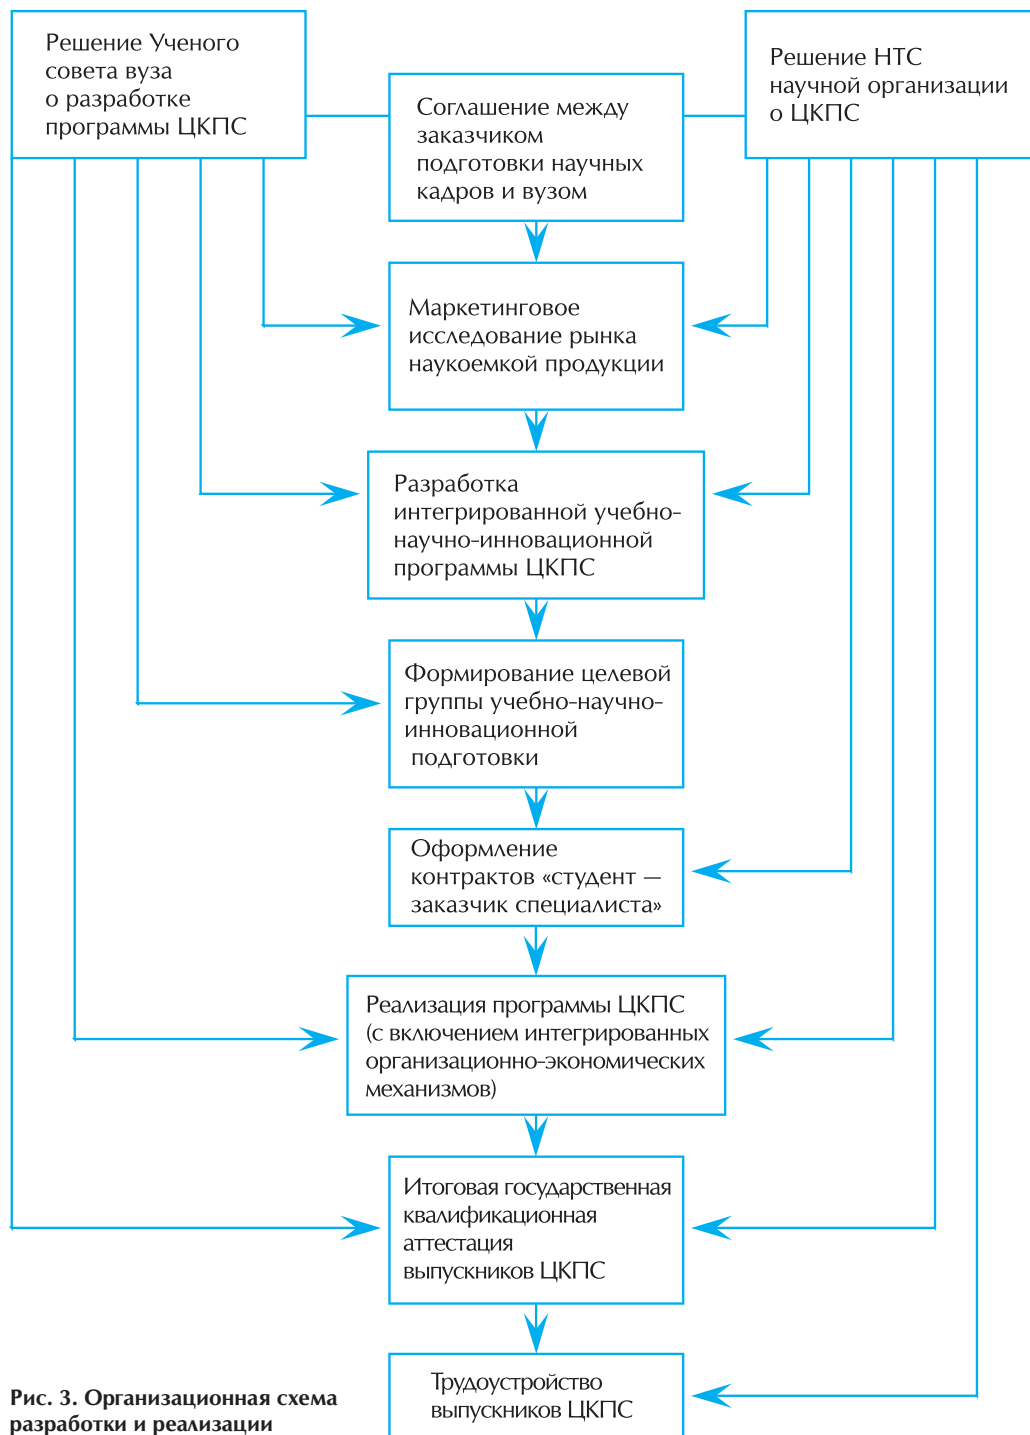 Решение Ученого
совета вуза
о разработке
программы ЦКПС
Соглашение между
заказчиком
подготовки научных
кадров и вузом
Решение НТС
научной организации
о ЦКПС
Маркетинговое
исследование рынка
наукоемкой продукции
Разработка
интегрированной учебно-
научно-инновационной
программы ЦКПС
Формирование целевой
группы учебно-научно-
инновационной
подготовки
Оформление
контрактов «студент —
заказчик специалиста»
Реализация программы ЦКПС
(с включением интегрированных
организационно-экономических
механизмов)
Итоговая государственная
квалификационная
аттестация
выпускников ЦКПС
Трудоустройство
выпускников ЦКПС
Рис. 3. Организационная схема
разработки и реализации